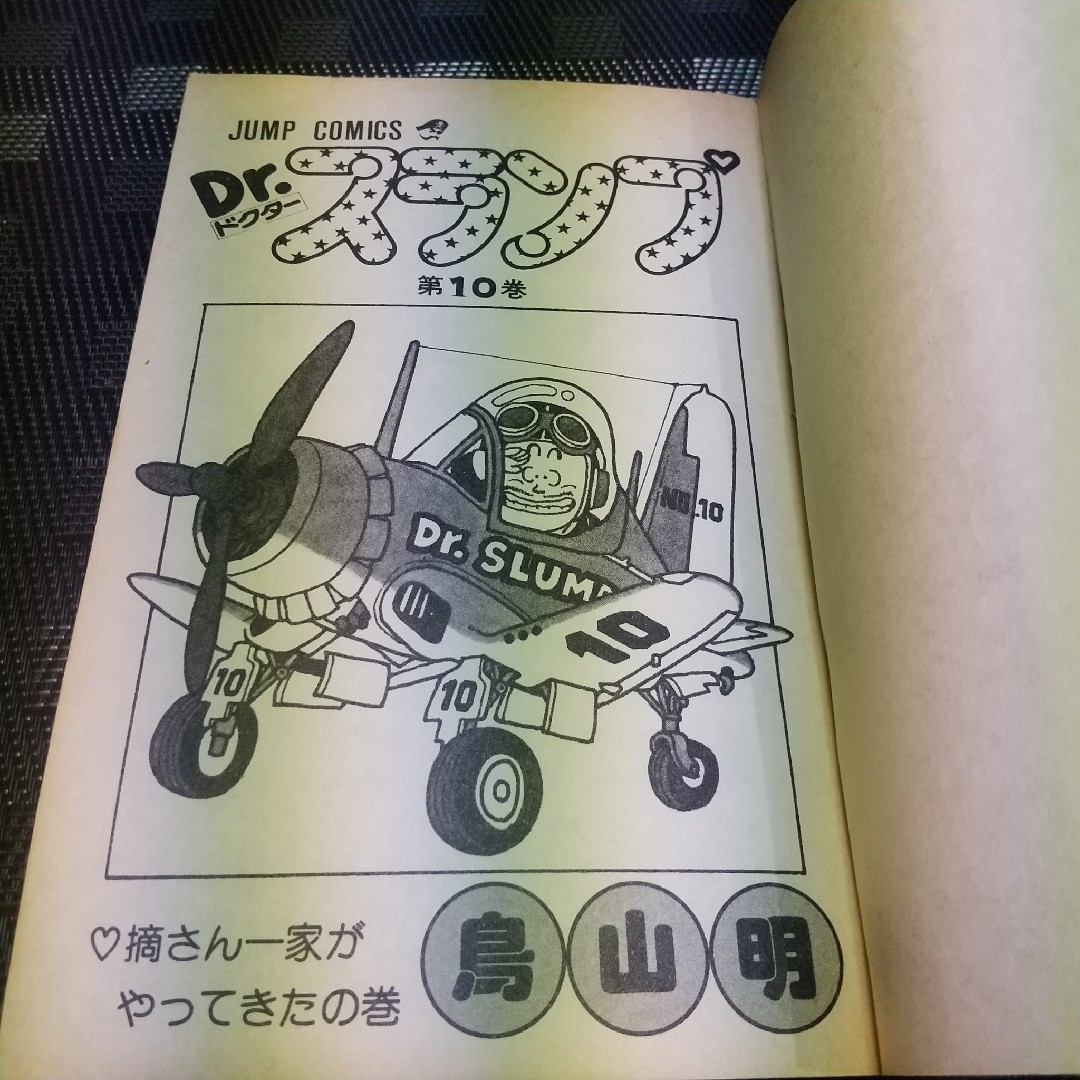 JUMP COMICS
Dr.スランプ
ドクター
第10巻
NO.10
Dr. SLUMP
10
10
10
♡摘さん一家が
やってきたの巻
鳥山明